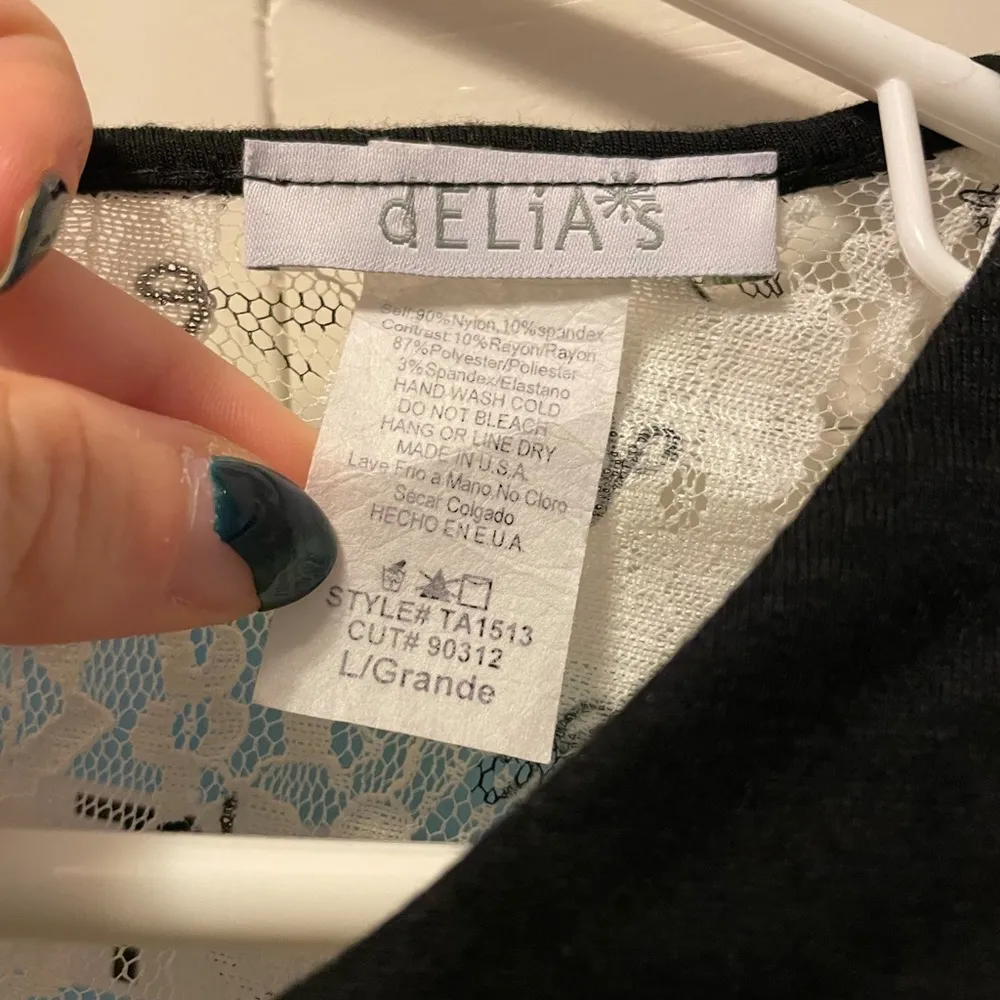 dELiA*s
Self:90%Nylon,10%spandex
Contrast:10%Rayon/Rayon
87%Polyester/Poliester
3%Spandex/Elastano
HAND WASH COLD
DO NOT BLEACH
HANG OR LINE DRY
MADE IN U.S.A.
Lave Frio a Mano,No Cloro
Secar Colgado
HECHO EN E.U.A.
STYLE# TA1513
CUT# 90312
L/Grande